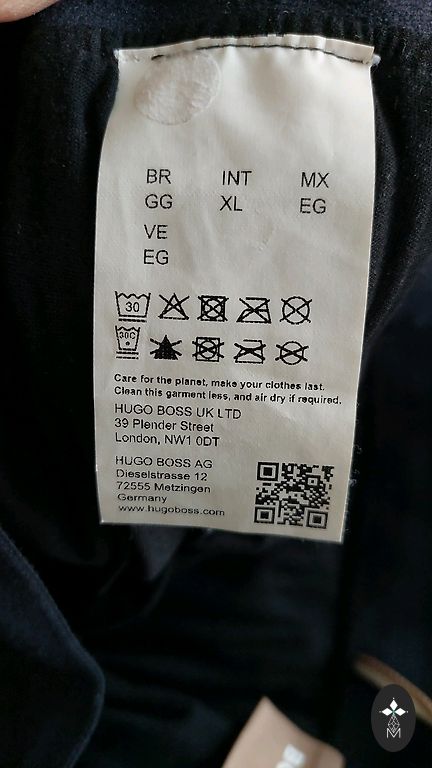 BR INT MX
GG XL EG
VE
EG
30
30C
Care for the planet, make your clothes last.
Clean this garment less, and air dry if required.
HUGO BOSS UK LTD
39 Plender Street
London, NW1 0DT
HUGO BOSS AG
Dieselstrasse 12
72555 Metzingen
Germany
www.hugoboss.com
M